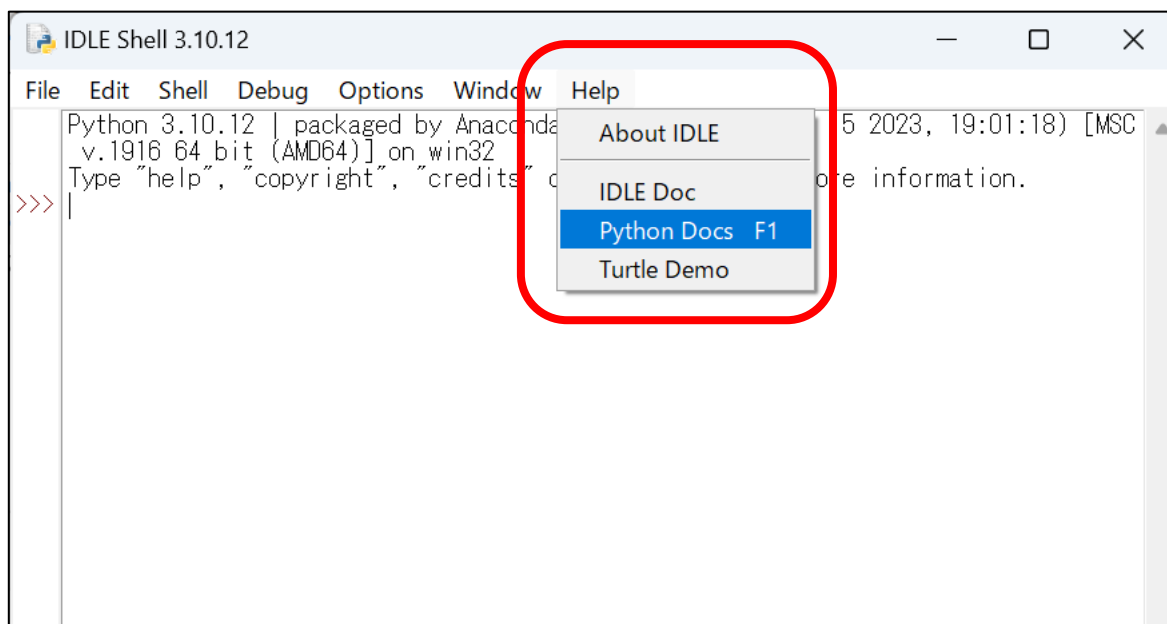 IDLE Shell 3.10.12
File Edit Shell Debug Options Window Help
Python 3.10.12 | packaged by Anaconda 5 2023, 19:01:18) [MSC
v.1916 64 bit (AMD64)] on win32
Type "help", "copyright", "credits" ore information.
>>>
About IDLE
IDLE Doc
Python Docs F1
Turtle Demo